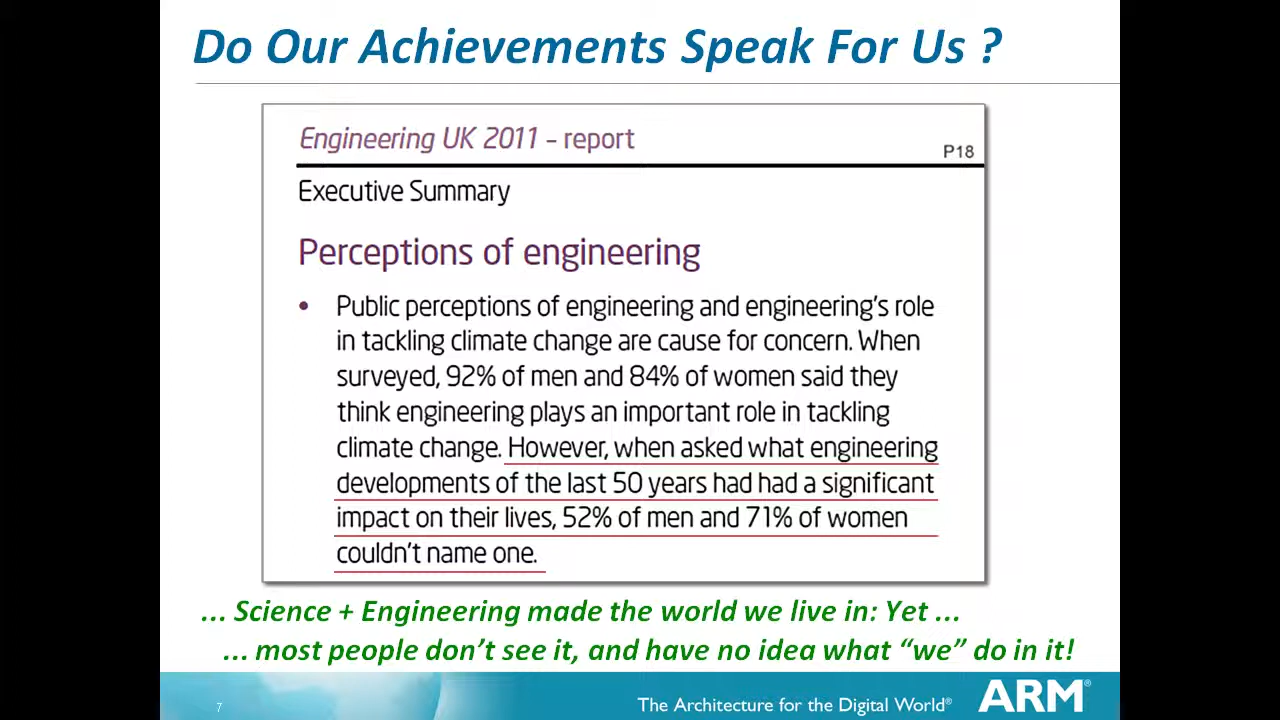 Do Our Achievements Speak For Us ?
Engineering UK 2011 – report
P18
Executive Summary
Perceptions of engineering
• Public perceptions of engineering and engineering's role
in tackling climate change are cause for concern. When
surveyed, 92% of men and 84% of women said they
think engineering plays an important role in tackling
climate change. However, when asked what engineering
developments of the last 50 years had had a significant
impact on their lives, 52% of men and 71% of women
couldn't name one.
... Science + Engineering made the world we live in: Yet ...
... most people don't see it, and have no idea what “we” do in it!
7
The Architecture for the Digital World®
ARM®